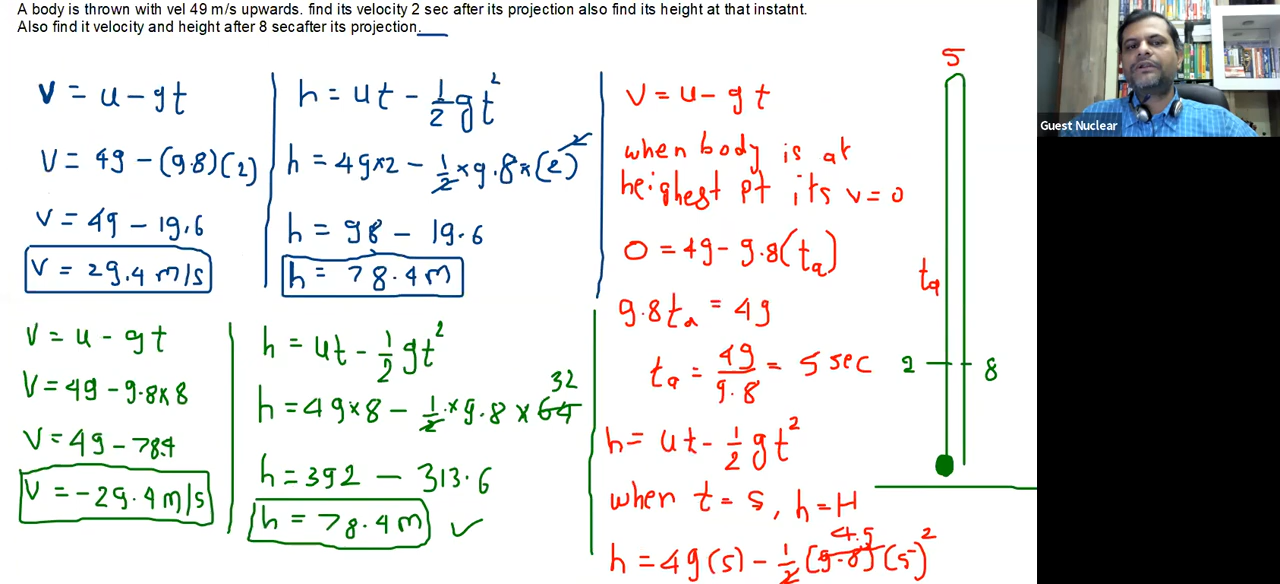 A body is thrown with vel 49 m/s upwards. find its velocity 2 sec after its projection also find its height at that instatnt.
Also find it velocity and height after 8 secafter its projection.
v = u - gt
v = 49 - (9.8)(2)
v = 49 - 19.6
v = 29.4 m/s
h = ut - 1/2 gt²
h = 49×2 - 1/2 × 9.8 × (2)²
h = 98 - 19.6
h = 78.4 m
v = u - gt
v = 49 - 9.8×8
v = 49 - 78.4
v = -29.4 m/s
h = ut - 1/2 gt²
32
h = 49×8 - 1/2 × 9.8 × 64
h = 392 - 313.6
h = 78.4 m ✓
v = u - gt
when body is at
heighest pt its v = 0
0 = 49 - 9.8(ta)
9.8ta = 49
ta = 49/9.8 = 5 sec
h = ut - 1/2 gt²
when t = 5, h = H
4.9
h = 49(5) - 1/2 (9.8)(5)²
5
ta
2
8
Guest Nuclear